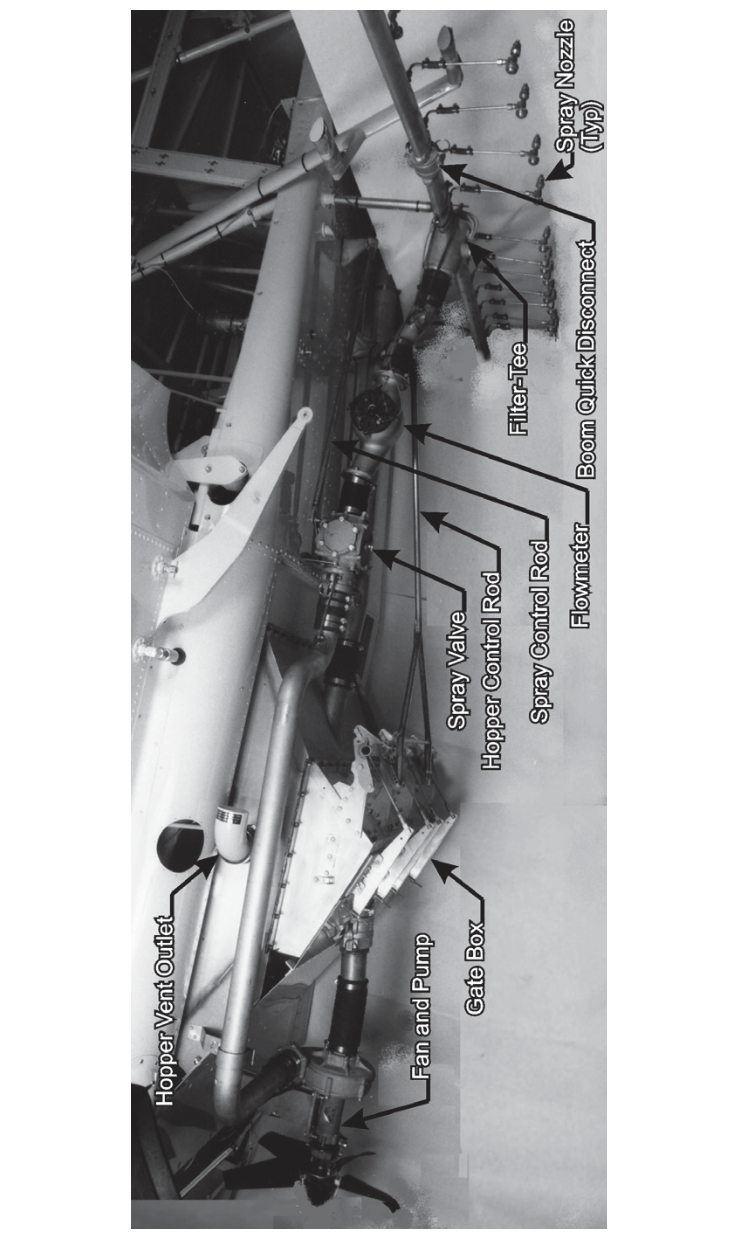 Hopper Vent Outlet
Fan and Pump
Gate Box
Spray Valve
Hopper Control Rod
Spray Control Rod
Flowmeter
Filter-Tee
Boom Quick Disconnect
Spray Nozzle
(Typ)